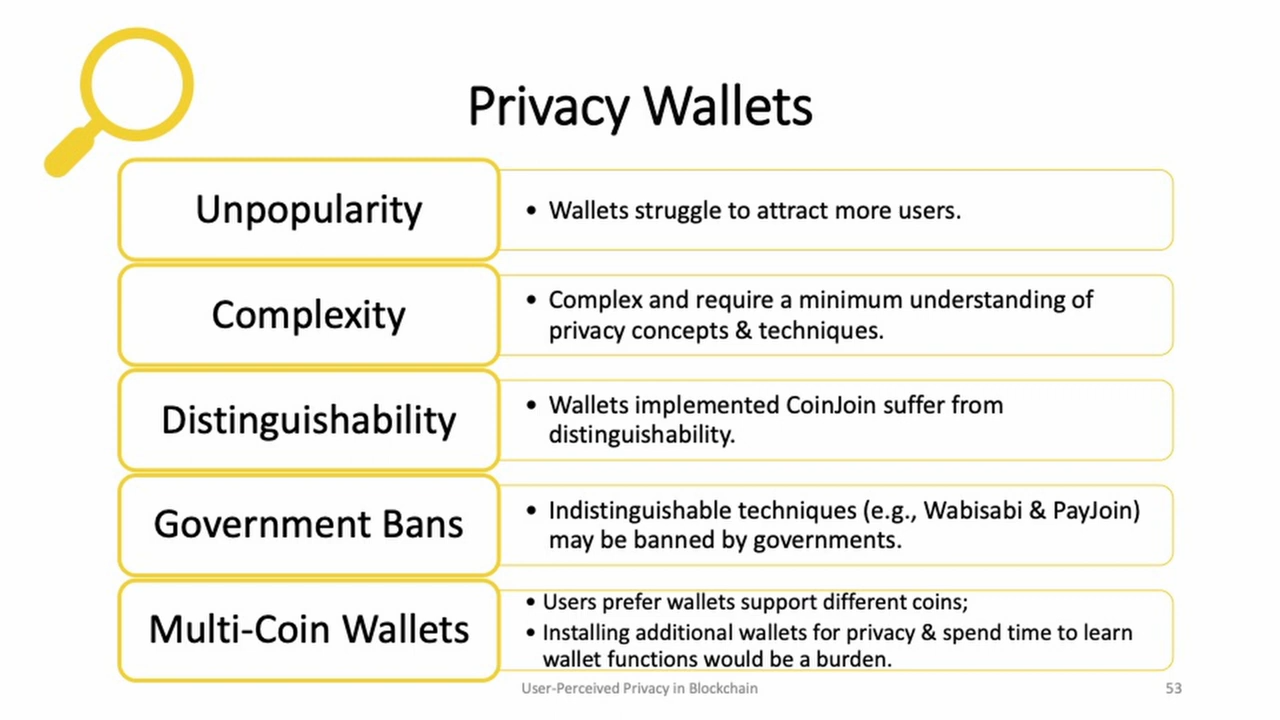 Privacy Wallets
Unpopularity
• Wallets struggle to attract more users.
Complexity
• Complex and require a minimum understanding of
privacy concepts & techniques.
Distinguishability
• Wallets implemented CoinJoin suffer from
distinguishability.
Government Bans
• Indistinguishable techniques (e.g., Wabisabi & PayJoin)
may be banned by governments.
Multi-Coin Wallets
• Users prefer wallets support different coins;
• Installing additional wallets for privacy & spend time to learn
wallet functions would be a burden.
User-Perceived Privacy in Blockchain
53